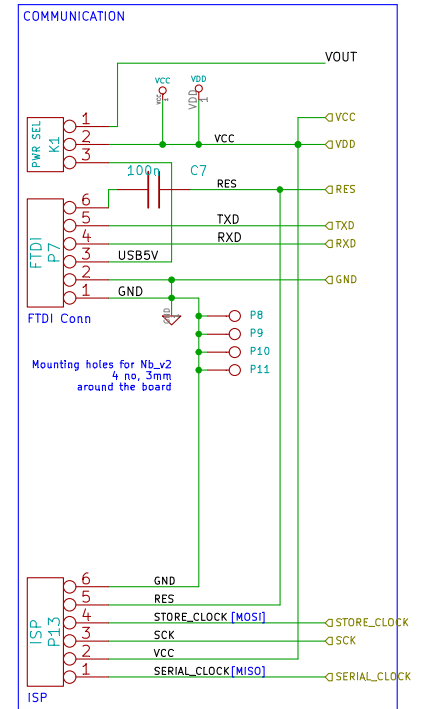 COMMUNICATION
VOUT
VCC
VDD
VCC
VDD
1
1
2
3
PWR SEL
K1
VCC
VCC
VDD
100n
C7
RES
RES
6
5
4
3
2
1
FTDI
P7
TXD
TXD
RXD
RXD
USB5V
GND
GND
GND
FTDI Conn
P8
P9
P10
P11
Mounting holes for Nb_v2
4 no, 3mm
around the board
6
5
4
3
2
1
ISP
P13
GND
RES
STORE_CLOCK [MOSI]
STORE_CLOCK
SCK
SCK
VCC
SERIAL_CLOCK [MISO]
SERIAL_CLOCK
ISP